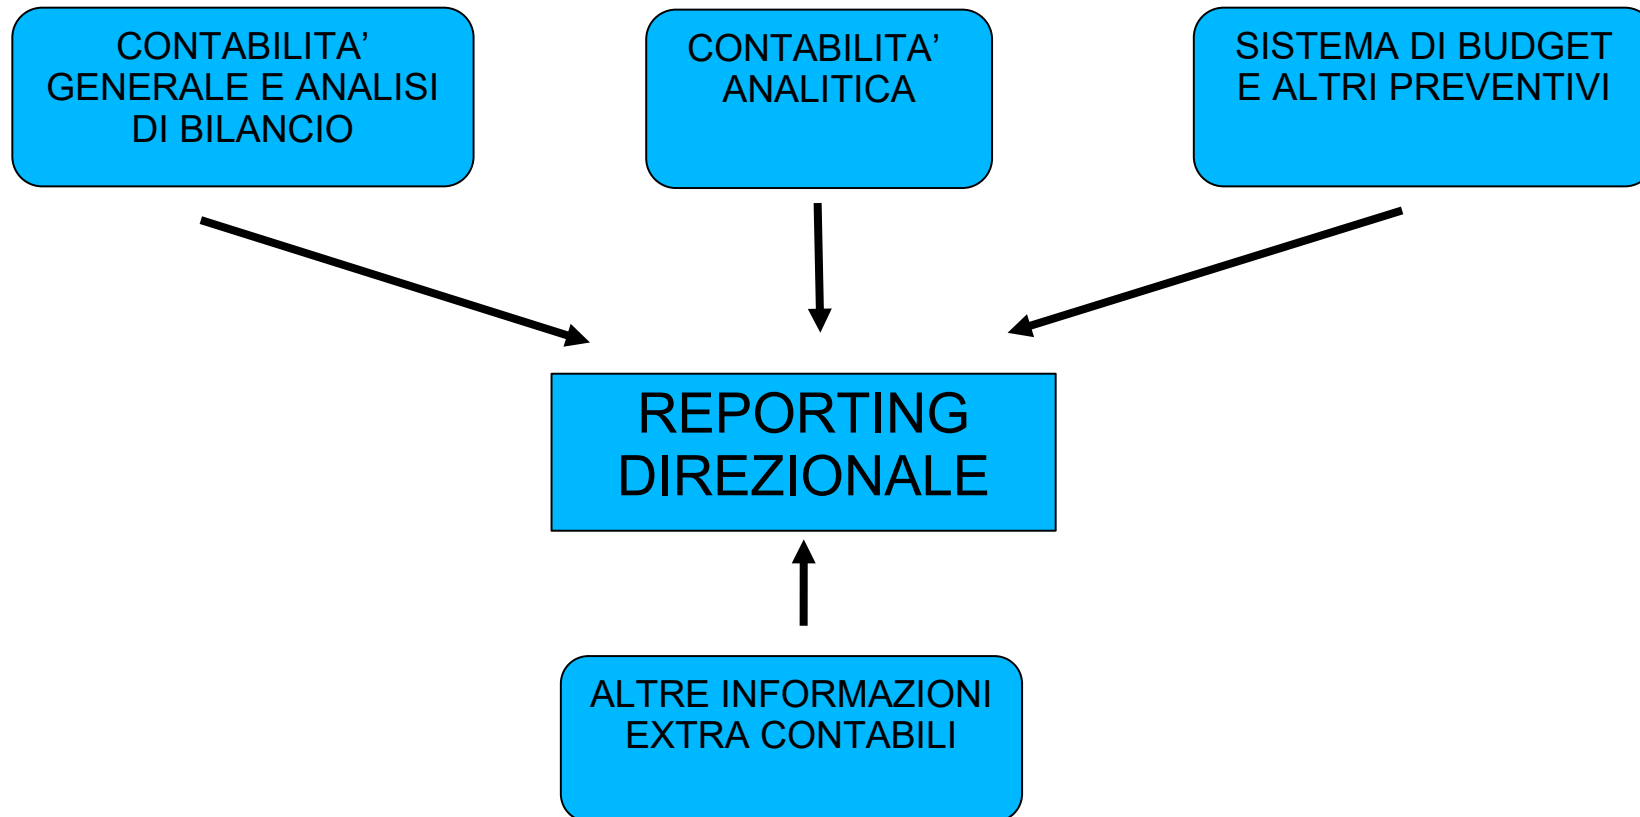 CONTABILITA’
GENERALE E ANALISI
DI BILANCIO
CONTABILITA’
ANALITICA
SISTEMA DI BUDGET
E ALTRI PREVENTIVI
REPORTING
DIREZIONALE
ALTRE INFORMAZIONI
EXTRA CONTABILI